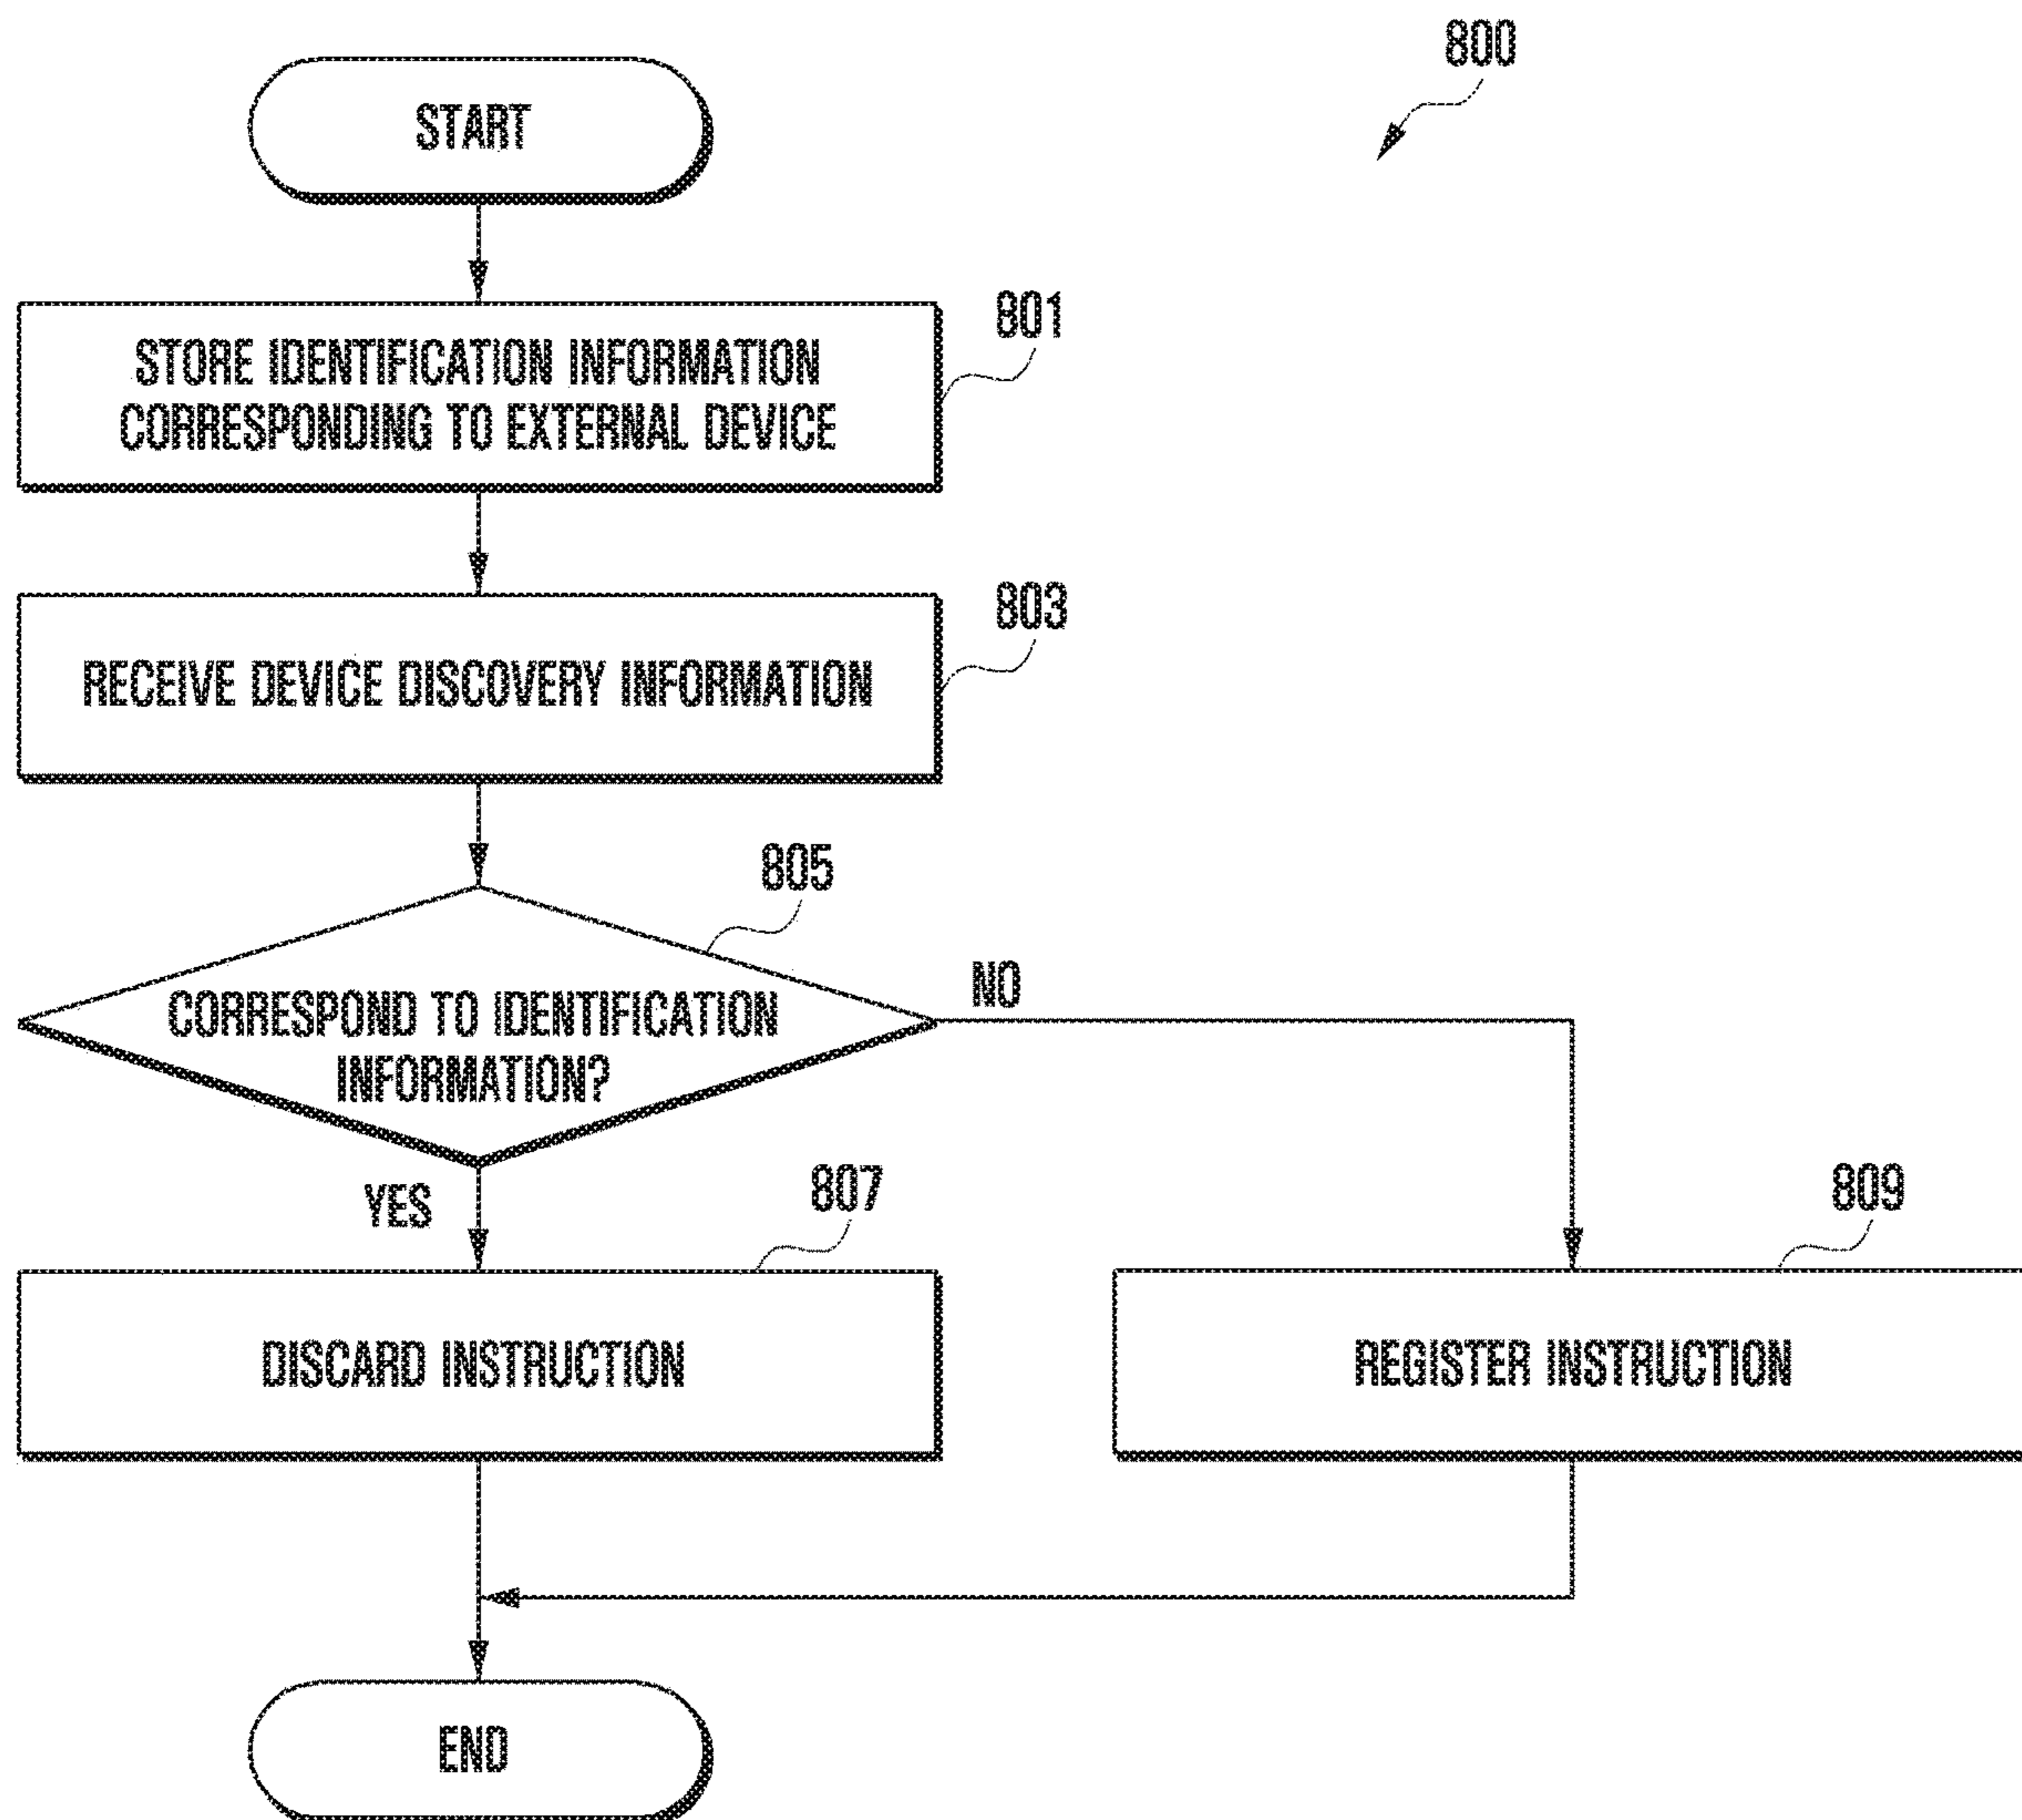 800
START
801
STORE IDENTIFICATION INFORMATION
CORRESPONDING TO EXTERNAL DEVICE
803
RECEIVE DEVICE DISCOVERY INFORMATION
805
CORRESPOND TO IDENTIFICATION
INFORMATION?
NO
YES
807
DISCARD INSTRUCTION
809
REGISTER INSTRUCTION
END